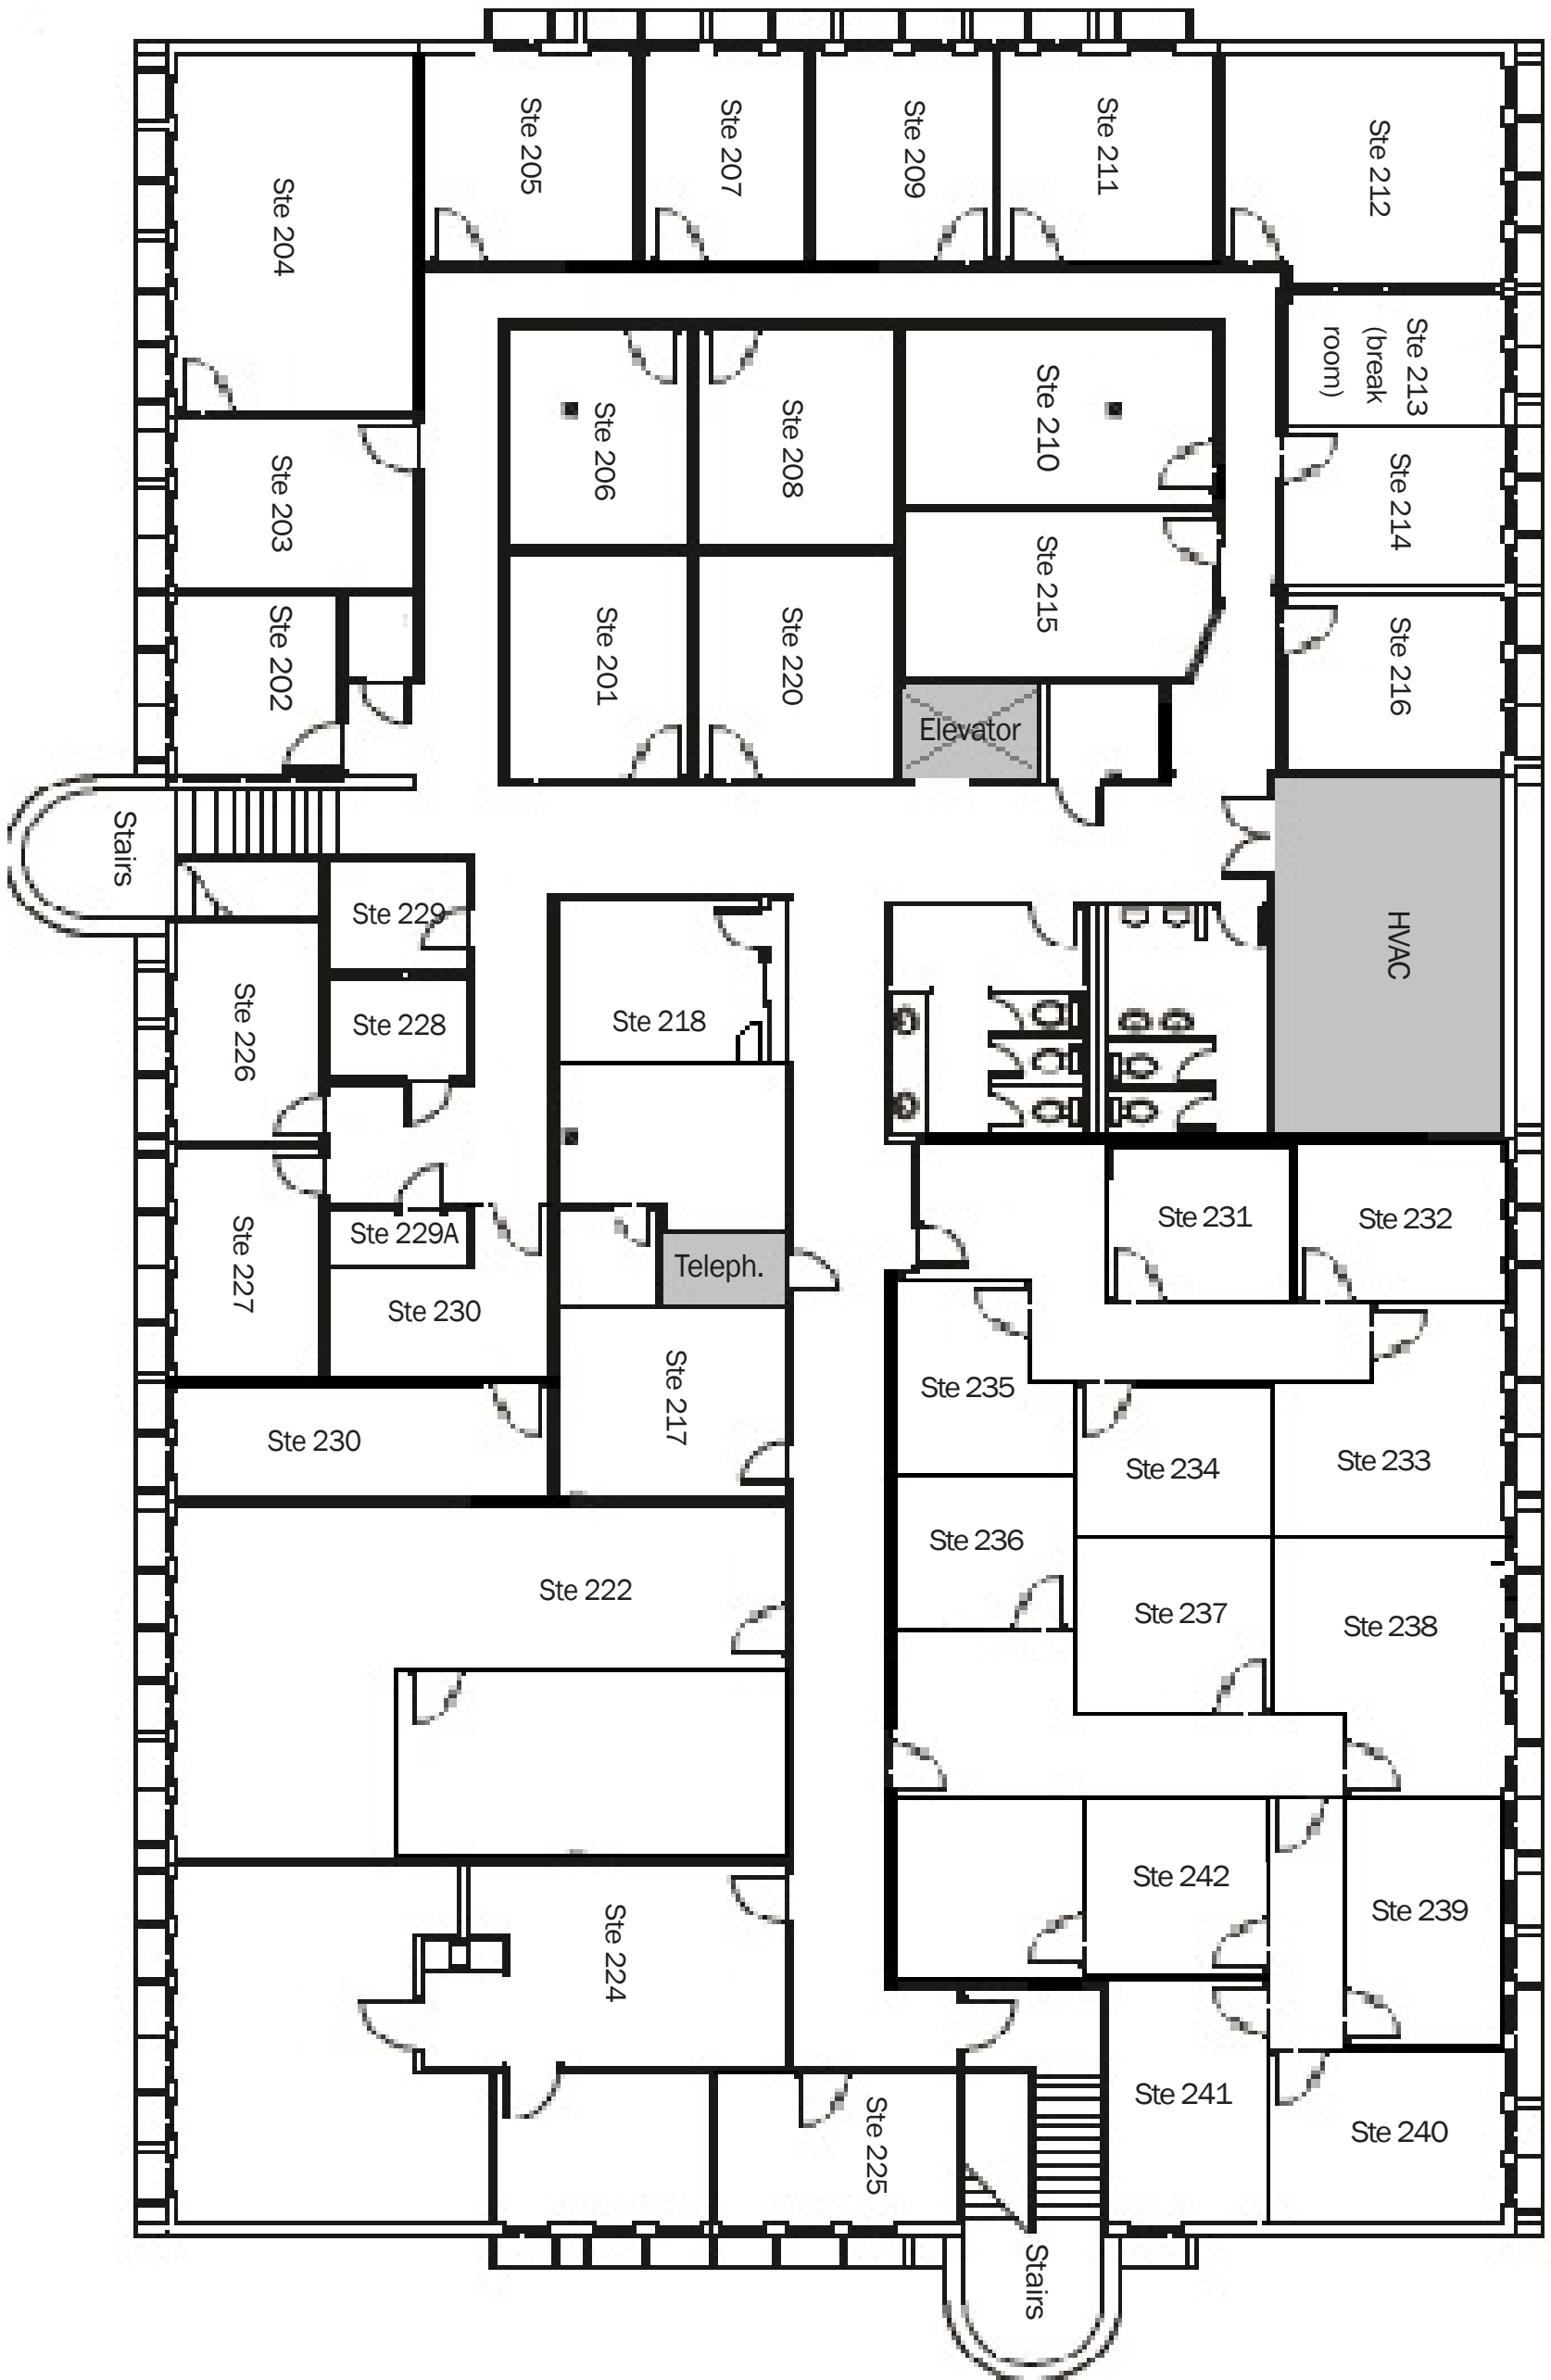 Ste 205
Ste 207
Ste 209
Ste 211
Ste 212
Ste 204
Ste 213
(break
room)
Ste 206
Ste 208
Ste 210
Ste 203
Ste 214
Ste 215
Ste 202
Ste 201
Ste 220
Ste 216
Elevator
Stairs
Ste 229
HVAC
Ste 226
Ste 228
Ste 218
Ste 231
Ste 232
Ste 229A
Ste 227
Teleph.
Ste 230
Ste 235
Ste 217
Ste 230
Ste 234
Ste 233
Ste 236
Ste 222
Ste 237
Ste 238
Ste 242
Ste 239
Ste 224
Ste 241
Ste 240
Ste 225
Stairs